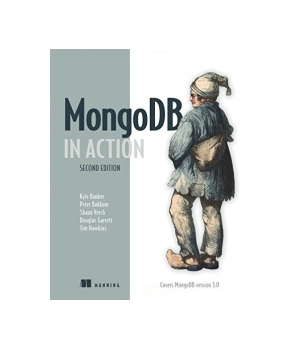 MongoDB
IN ACTION
SECOND EDITION
Kyle Banker
Peter Bakkum
Shaun Verch
Douglas Garrett
Tim Hawkins
MANNING
Covers MongoDB version 3.0